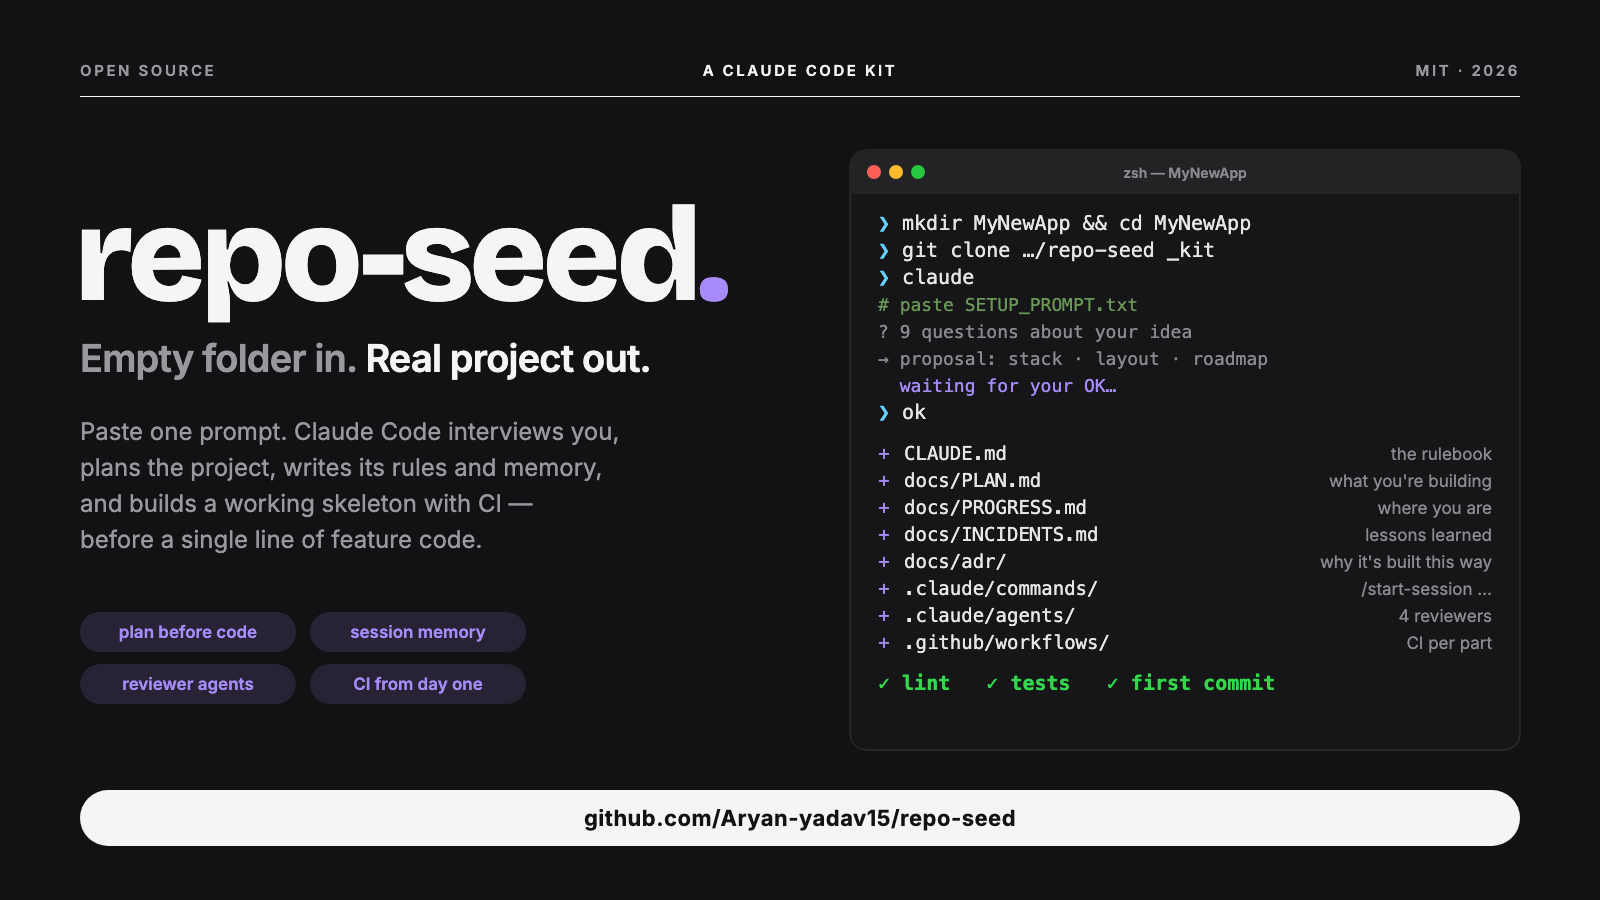 OPEN SOURCE
A CLAUDE CODE KIT
MIT · 2026
repo-seed.
Empty folder in. Real project out.
Paste one prompt. Claude Code interviews you,
plans the project, writes its rules and memory,
and builds a working skeleton with CI —
before a single line of feature code.
plan before code
session memory
reviewer agents
CI from day one
zsh — MyNewApp
❯ mkdir MyNewApp && cd MyNewApp
❯ git clone …/repo-seed _kit
❯ claude
# paste SETUP_PROMPT.txt
? 9 questions about your idea
→ proposal: stack · layout · roadmap
waiting for your OK…
❯ ok
+ CLAUDE.md the rulebook
+ docs/PLAN.md what you're building
+ docs/PROGRESS.md where you are
+ docs/INCIDENTS.md lessons learned
+ docs/adr/ why it's built this way
+ .claude/commands/ /start-session ...
+ .claude/agents/ 4 reviewers
+ .github/workflows/ CI per part
✓ lint ✓ tests ✓ first commit
github.com/Aryan-yadav15/repo-seed